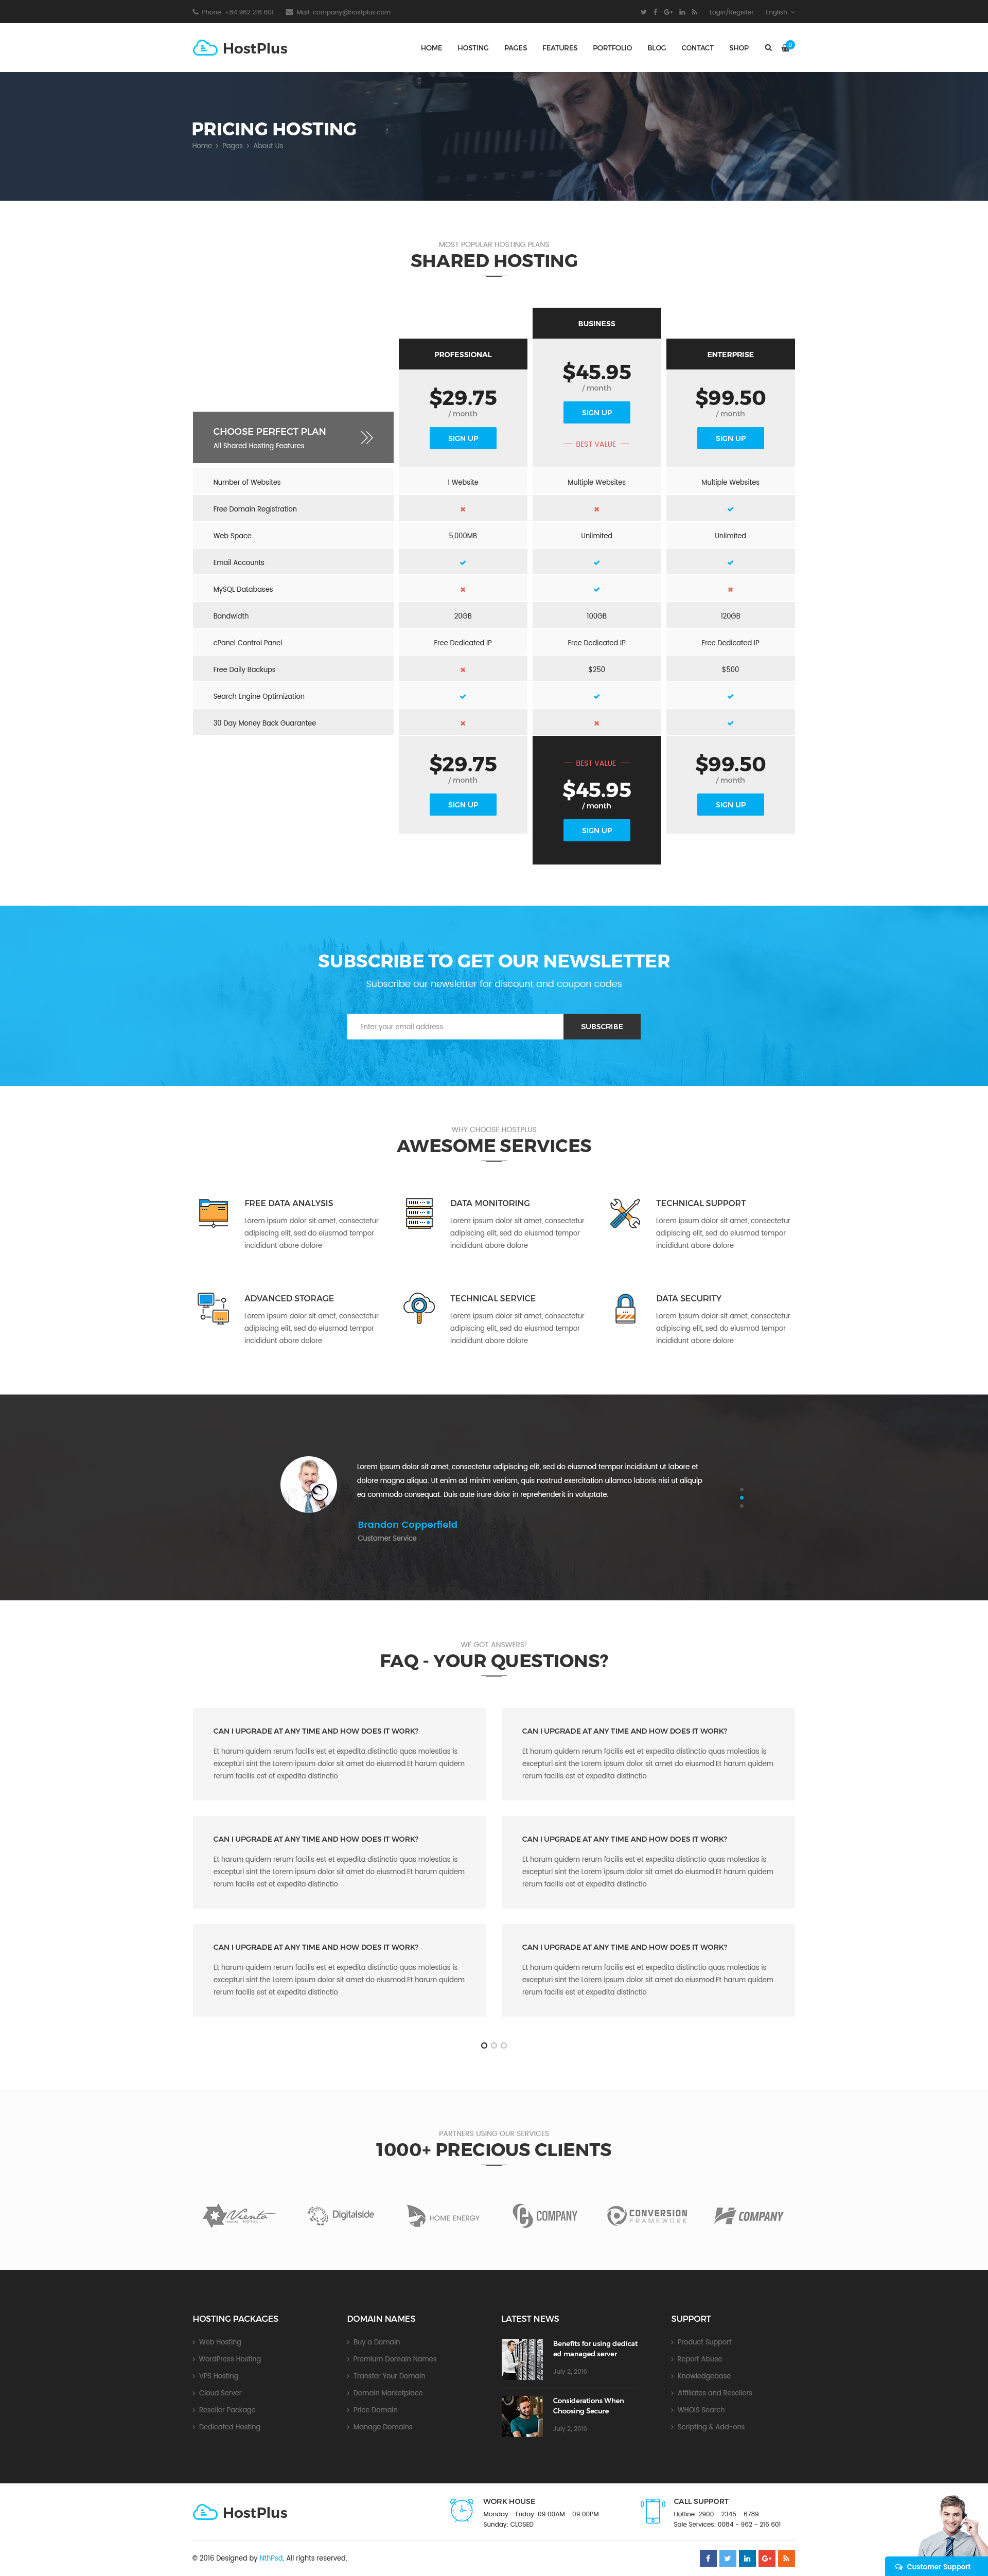 Phone: +84 962 216 601 Mail: company@hostplus.com Login/Register English
HostPlus HOME HOSTING PAGES FEATURES PORTFOLIO BLOG CONTACT SHOP 0
PRICING HOSTING
Home > Pages > About Us
MOST POPULAR HOSTING PLANS
SHARED HOSTING
BUSINESS
PROFESSIONAL ENTERPRISE
$45.95
/ month
$29.75 $99.50
/ month / month
SIGN UP
CHOOSE PERFECT PLAN
All Shared Hosting Features
SIGN UP SIGN UP
BEST VALUE
Number of Websites 1 Website Multiple Websites Multiple Websites
Free Domain Registration
Web Space 5,000MB Unlimited Unlimited
Email Accounts
MySQL Databases
Bandwidth 20GB 100GB 120GB
cPanel Control Panel Free Dedicated IP Free Dedicated IP Free Dedicated IP
Free Daily Backups $250 $500
Search Engine Optimization
30 Day Money Back Guarantee
$29.75 BEST VALUE $99.50
/ month $45.95 / month
SIGN UP / month SIGN UP
SIGN UP
SUBSCRIBE TO GET OUR NEWSLETTER
Subscribe our newsletter for discount and coupon codes
Enter your email address SUBSCRIBE
WHY CHOOSE HOSTPLUS
AWESOME SERVICES
FREE DATA ANALYSIS
Lorem ipsum dolor sit amet, consectetur
adipiscing elit, sed do eiusmod tempor
incididunt abore dolore
DATA MONITORING
Lorem ipsum dolor sit amet, consectetur
adipiscing elit, sed do eiusmod tempor
incididunt abore dolore
TECHNICAL SUPPORT
Lorem ipsum dolor sit amet, consectetur
adipiscing elit, sed do eiusmod tempor
incididunt abore dolore
ADVANCED STORAGE
Lorem ipsum dolor sit amet, consectetur
adipiscing elit, sed do eiusmod tempor
incididunt abore dolore
TECHNICAL SERVICE
Lorem ipsum dolor sit amet, consectetur
adipiscing elit, sed do eiusmod tempor
incididunt abore dolore
DATA SECURITY
Lorem ipsum dolor sit amet, consectetur
adipiscing elit, sed do eiusmod tempor
incididunt abore dolore
Lorem ipsum dolor sit amet, consectetur adipiscing elit, sed do eiusmod tempor incididunt ut labore et
dolore magna aliqua. Ut enim ad minim veniam, quis nostrud exercitation ullamco laboris nisi ut aliquip
ea commodo consequat. Duis aute irure dolor in reprehenderit in voluptate.
Brandon Copperfield
Customer Service
WE GOT ANSWERS!
FAQ - YOUR QUESTIONS?
CAN I UPGRADE AT ANY TIME AND HOW DOES IT WORK?
Et harum quidem rerum facilis est et expedita distinctio quas molestias is
excepturi sint the Lorem ipsum dolor sit amet do eiusmod.Et harum quidem
rerum facilis est et expedita distinctio
CAN I UPGRADE AT ANY TIME AND HOW DOES IT WORK?
Et harum quidem rerum facilis est et expedita distinctio quas molestias is
excepturi sint the Lorem ipsum dolor sit amet do eiusmod.Et harum quidem
rerum facilis est et expedita distinctio
CAN I UPGRADE AT ANY TIME AND HOW DOES IT WORK?
Et harum quidem rerum facilis est et expedita distinctio quas molestias is
excepturi sint the Lorem ipsum dolor sit amet do eiusmod.Et harum quidem
rerum facilis est et expedita distinctio
CAN I UPGRADE AT ANY TIME AND HOW DOES IT WORK?
Et harum quidem rerum facilis est et expedita distinctio quas molestias is
excepturi sint the Lorem ipsum dolor sit amet do eiusmod.Et harum quidem
rerum facilis est et expedita distinctio
CAN I UPGRADE AT ANY TIME AND HOW DOES IT WORK?
Et harum quidem rerum facilis est et expedita distinctio quas molestias is
excepturi sint the Lorem ipsum dolor sit amet do eiusmod.Et harum quidem
rerum facilis est et expedita distinctio
CAN I UPGRADE AT ANY TIME AND HOW DOES IT WORK?
Et harum quidem rerum facilis est et expedita distinctio quas molestias is
excepturi sint the Lorem ipsum dolor sit amet do eiusmod.Et harum quidem
rerum facilis est et expedita distinctio
PARTNERS USING OUR SERVICES
1000+ PRECIOUS CLIENTS
Vienta HOTEL Digitalside HOME ENERGY COMPANY CONVERSION FRAMEWORK COMPANY
HOSTING PACKAGES
Web Hosting
WordPress Hosting
VPS Hosting
Cloud Server
Reseller Package
Dedicated Hosting
DOMAIN NAMES
Buy a Domain
Premium Domain Names
Transfer Your Domain
Domain Marketplace
Price Domain
Manage Domains
LATEST NEWS
Benefits for using dedicat
ed managed server
July 2, 2016
Considerations When
Choosing Secure
July 2, 2016
SUPPORT
Product Support
Report Abuse
Knowledgebase
Affiliates and Resellers
WHOIS Search
Scripting & Add-ons
HostPlus
WORK HOUSE
Monday - Friday: 09:00AM - 09:00PM
Sunday: CLOSED
CALL SUPPORT
Hotline: 2900 - 2345 - 6789
Sale Services: 0084 - 962 - 216 601
© 2016 Designed by NthPsd. All rights reserved.
Customer Support